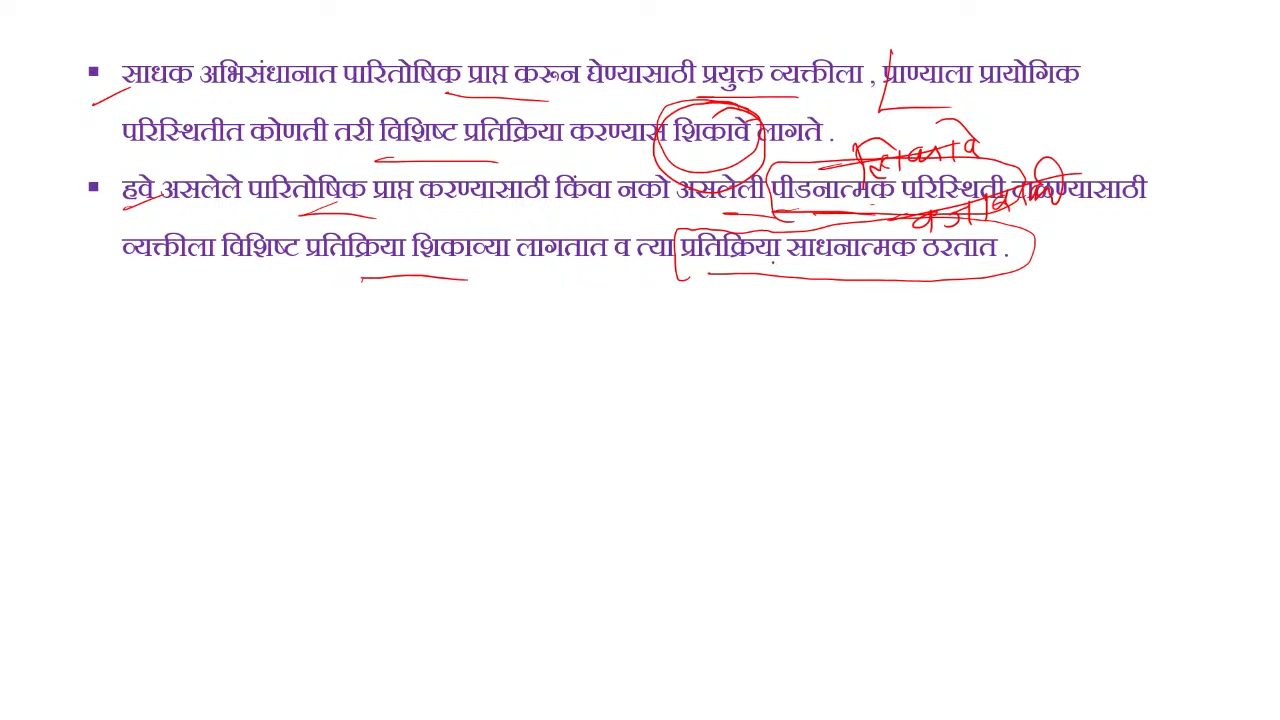 ▪ साधक अभिसंधानात पारितोषिक प्राप्त करून घेण्यासाठी प्रयुक्त व्यक्तीला , प्राण्याला प्रायोगिक
परिस्थितीत कोणती तरी विशिष्ट प्रतिक्रिया करण्यास शिकावे लागते .
शिकावे
▪ हवे असलेले पारितोषिक प्राप्त करण्यासाठी किंवा नको असलेली पीडनात्मक परिस्थिती टाळण्यासाठी
व्यक्तीला विशिष्ट प्रतिक्रिया शिकाव्या लागतात व त्या प्रतिक्रिया साधनात्मक ठरतात .